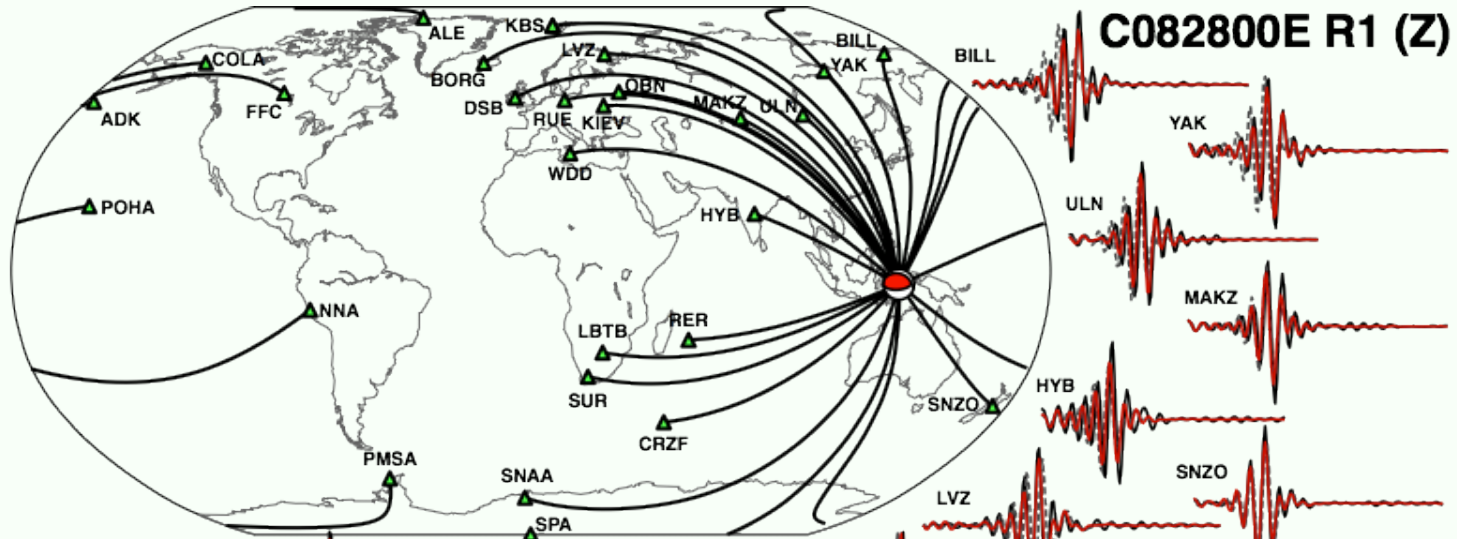 C082800E R1 (Z)
ALE
KBS
BILL
BILL
LVZ
YAK
COLA
BORG
OBN
DSB
MAKZ
ULN
FFC
ADK
RUE
KIEV
YAK
WDD
POHA
HYB
ULN
NNA
MAKZ
LBTB
RER
HYB
SUR
SNZO
CRZF
PMSA
SNAA
SNZO
LVZ
SPA